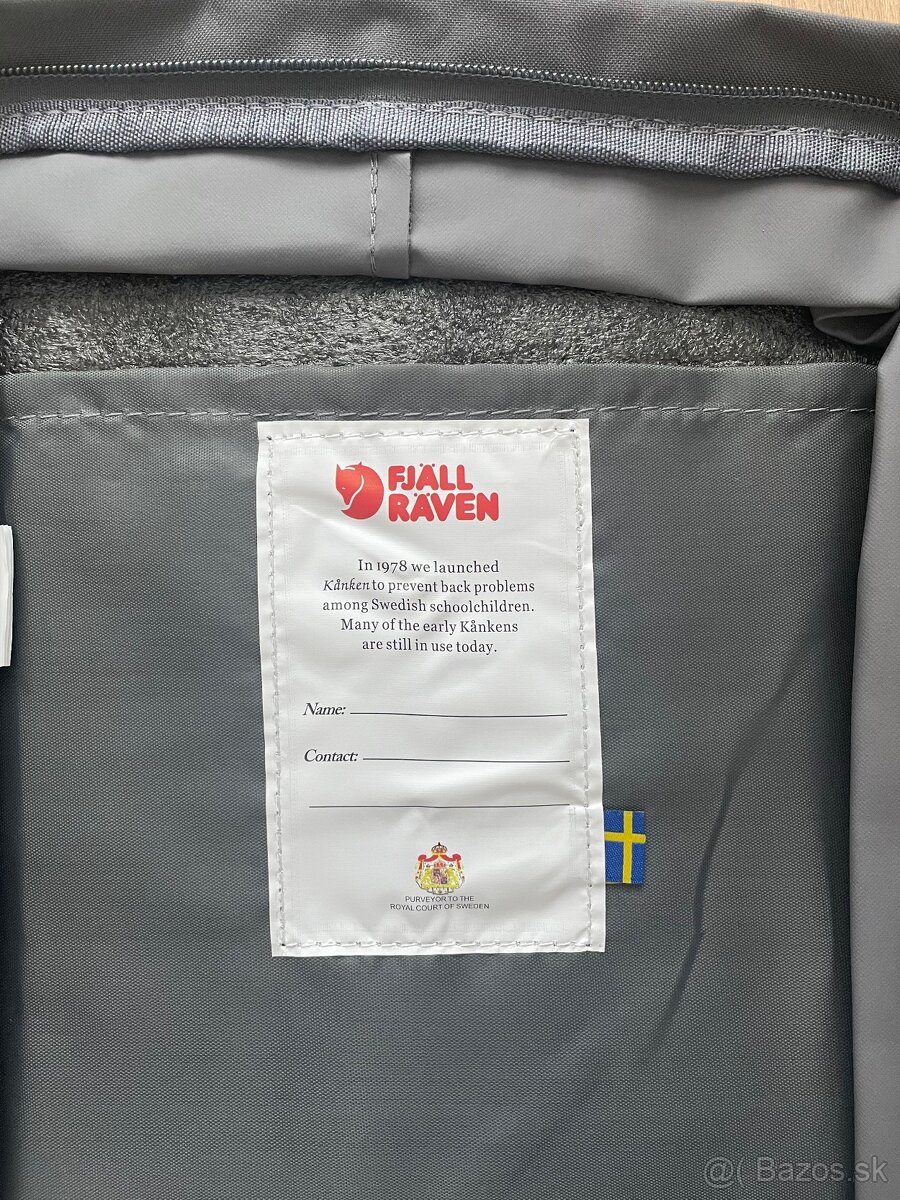 FJÄLL
RÄVEN
In 1978 we launched
Kånken to prevent back problems
among Swedish schoolchildren.
Many of the early Kånkens
are still in use today.
Name:
Contact:
PURVEYOR TO THE
ROYAL COURT OF SWEDEN
@( Bazos.sk